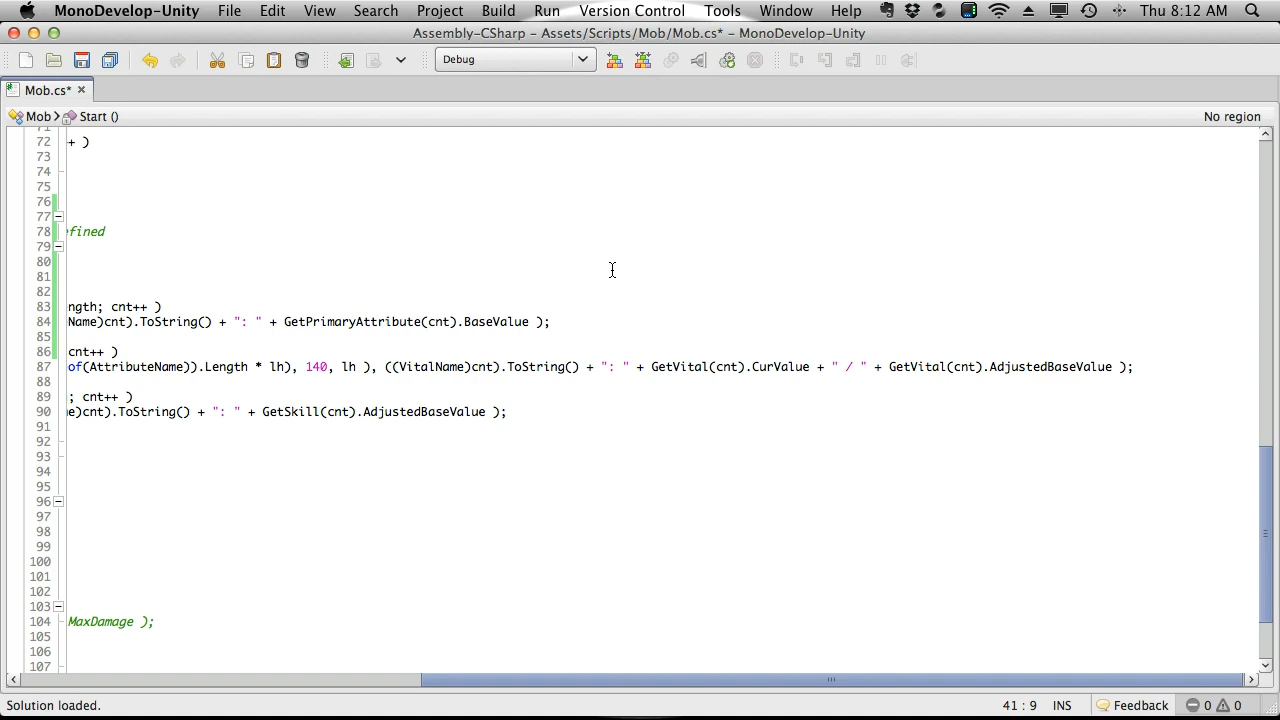 MonoDevelop-Unity File Edit View Search Project Build Run Version Control Tools Window Help Thu 8:12 AM
Assembly-CSharp - Assets/Scripts/Mob/Mob.cs* - MonoDevelop-Unity
Debug
Mob.cs*
Mob Start () No region
71
72 + )
73
74
75
76
77
78 efined
79
80
81
82
83 ngth; cnt++ )
84 Name)cnt).ToString() + ": " + GetPrimaryAttribute(cnt).BaseValue );
85
86 cnt++ )
87 of(AttributeName)).Length * lh), 140, lh ), ((VitalName)cnt).ToString() + ": " + GetVital(cnt).CurValue + " / " + GetVital(cnt).AdjustedBaseValue );
88
89 ; cnt++ )
90 e)cnt).ToString() + ": " + GetSkill(cnt).AdjustedBaseValue );
91
92
93
94
95
96
97
98
99
100
101
102
103
104 MaxDamage );
105
106
107
Solution loaded. 41 : 9 INS Feedback 0 0